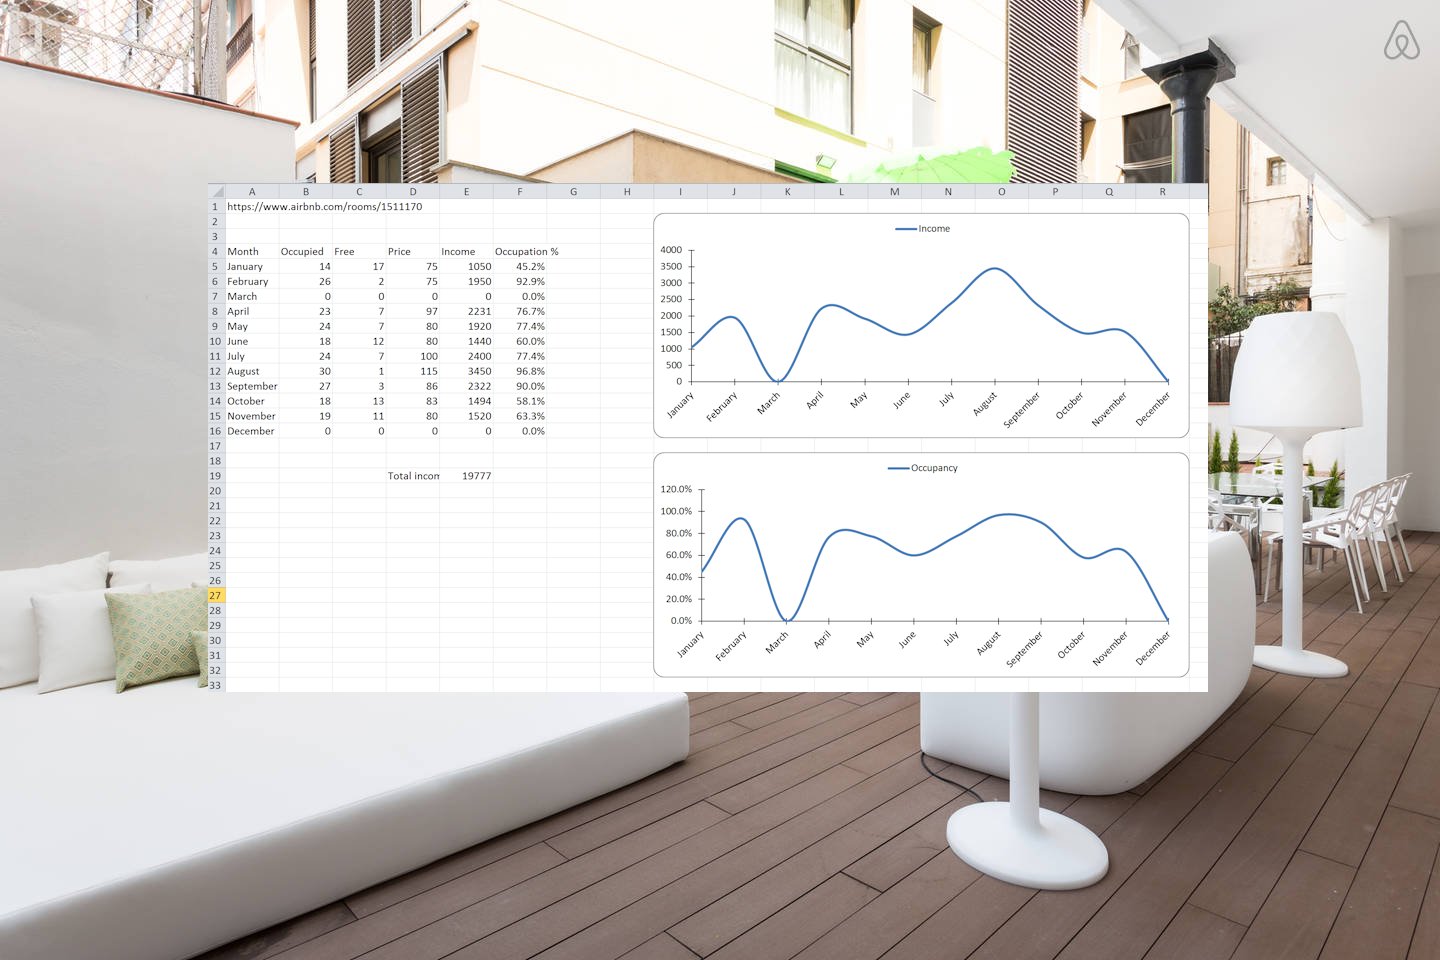 A B C D E F G H I J K L M N O P Q R
1 https://www.airbnb.com/rooms/1511170
2
3
4 Month Occupied Free Price Income Occupation %
5 January 14 17 75 1050 45.2%
6 February 26 2 75 1950 92.9%
7 March 0 0 0 0 0.0%
8 April 23 7 97 2231 76.7%
9 May 24 7 80 1920 77.4%
10 June 18 12 80 1440 60.0%
11 July 24 7 100 2400 77.4%
12 August 30 1 115 3450 96.8%
13 September 27 3 86 2322 90.0%
14 October 18 13 83 1494 58.1%
15 November 19 11 80 1520 63.3%
16 December 0 0 0 0 0.0%
17
18
19 Total incom 19777
20
21
22
23
24
25
26
27
28
29
30
31
32
33
Income
4000
3500
3000
2500
2000
1500
1000
500
0
January February March April May June July August September October November December
Occupancy
120.0%
100.0%
80.0%
60.0%
40.0%
20.0%
0.0%
January February March April May June July August September October November December